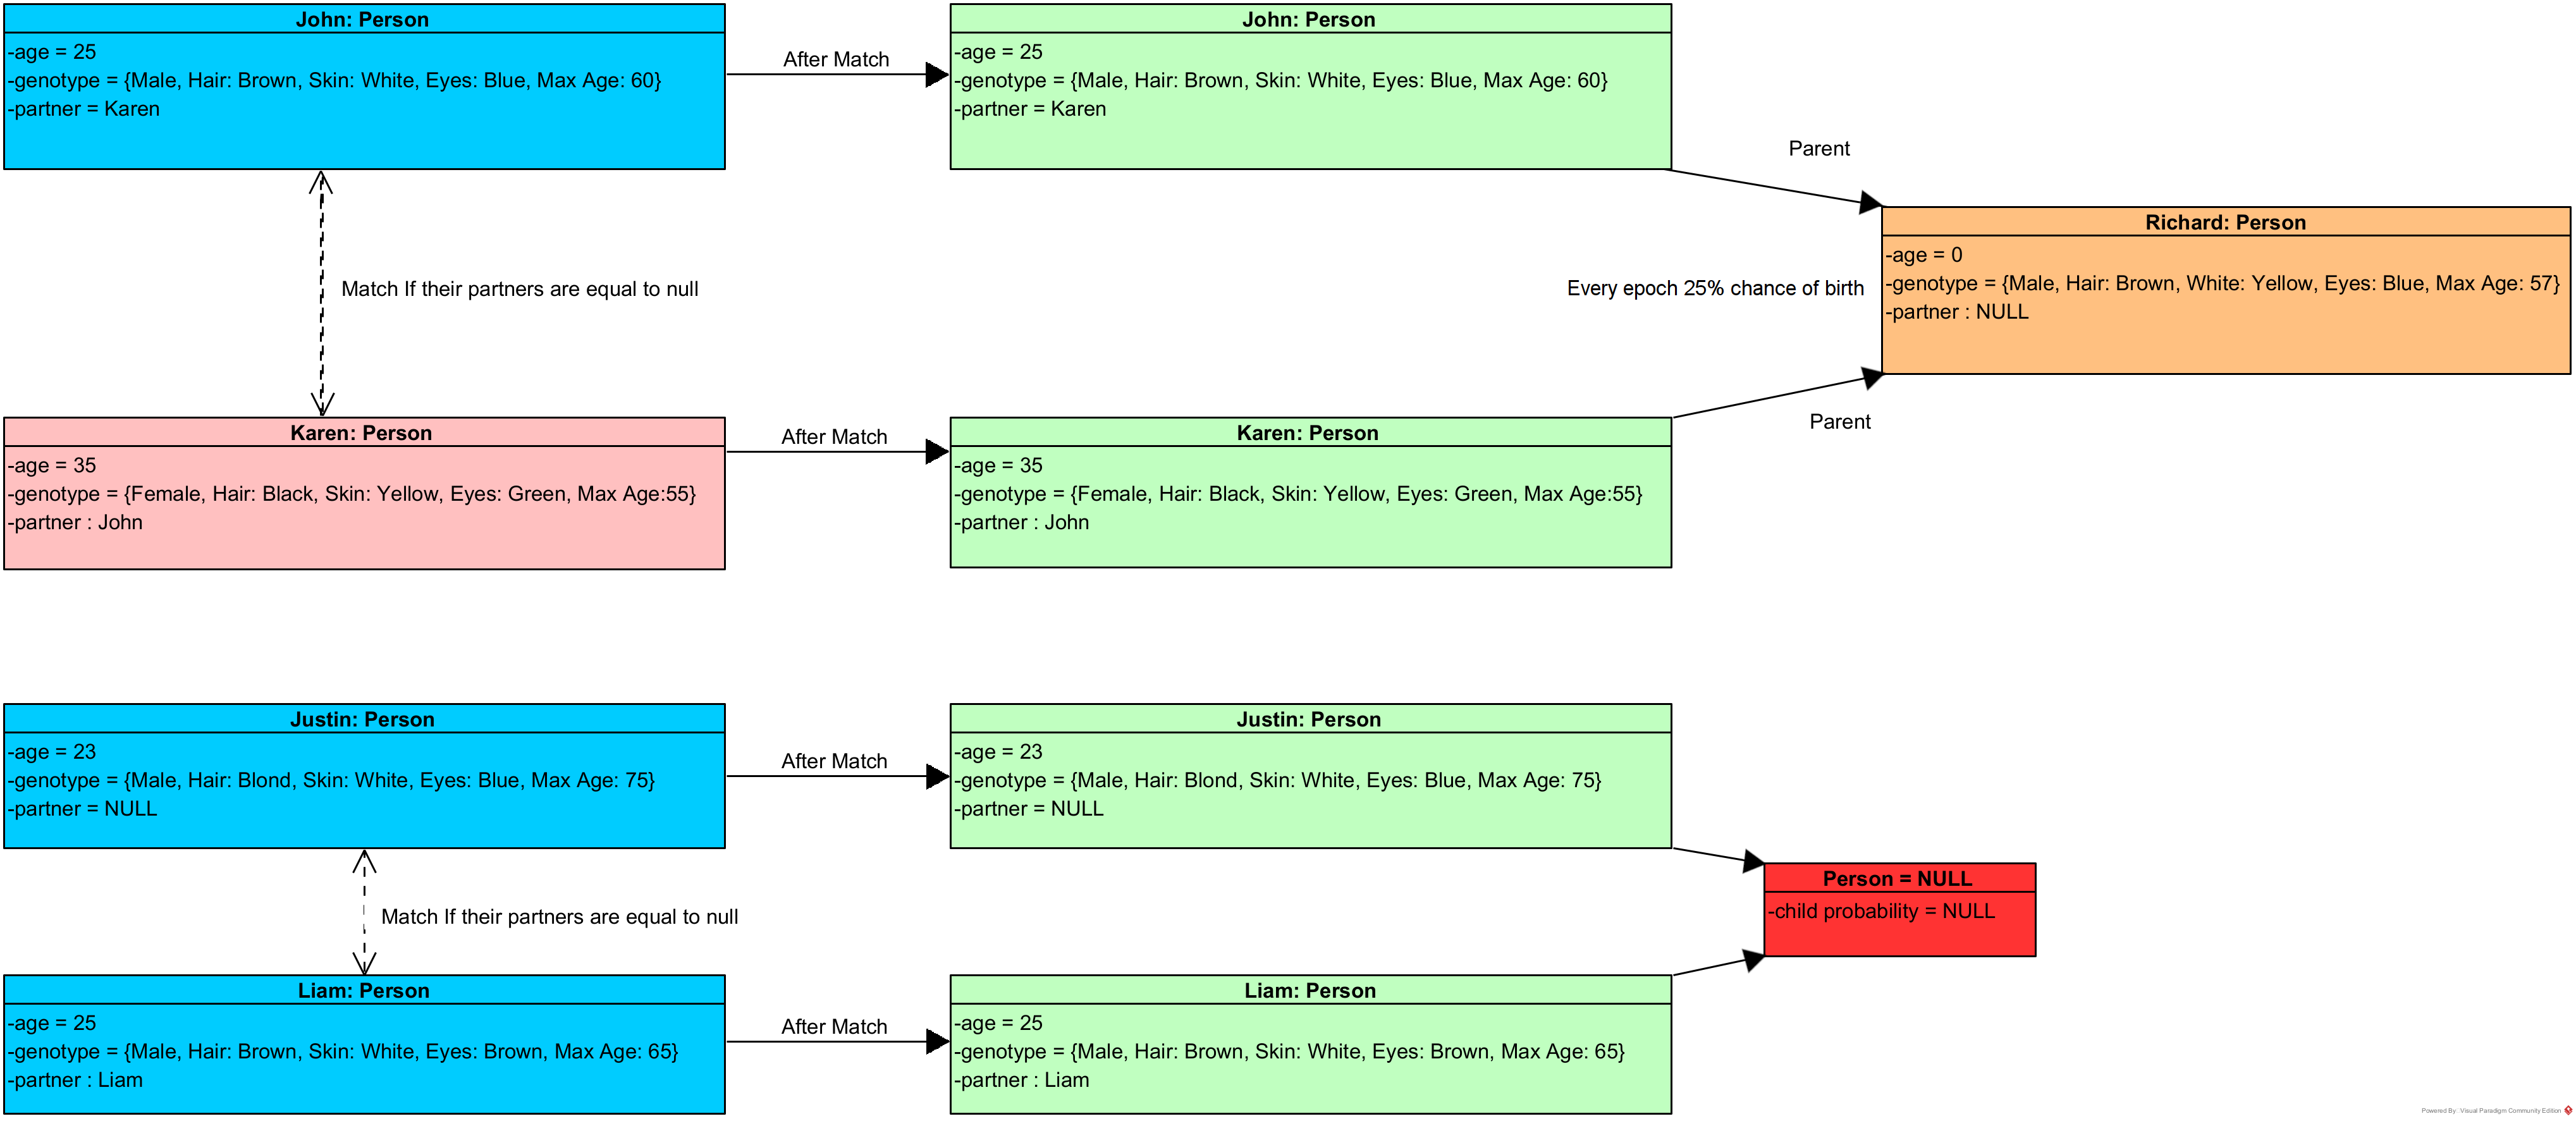 John: Person
-age = 25
-genotype = {Male, Hair: Brown, Skin: White, Eyes: Blue, Max Age: 60}
-partner = Karen
After Match
John: Person
-age = 25
-genotype = {Male, Hair: Brown, Skin: White, Eyes: Blue, Max Age: 60}
-partner = Karen
Parent
Match If their partners are equal to null
Every epoch 25% chance of birth
Richard: Person
-age = 0
-genotype = {Male, Hair: Brown, White: Yellow, Eyes: Blue, Max Age: 57}
-partner : NULL
Karen: Person
-age = 35
-genotype = {Female, Hair: Black, Skin: Yellow, Eyes: Green, Max Age:55}
-partner : John
After Match
Karen: Person
-age = 35
-genotype = {Female, Hair: Black, Skin: Yellow, Eyes: Green, Max Age:55}
-partner : John
Parent
Justin: Person
-age = 23
-genotype = {Male, Hair: Blond, Skin: White, Eyes: Blue, Max Age: 75}
-partner = NULL
After Match
Justin: Person
-age = 23
-genotype = {Male, Hair: Blond, Skin: White, Eyes: Blue, Max Age: 75}
-partner = NULL
Match If their partners are equal to null
Person = NULL
-child probability = NULL
Liam: Person
-age = 25
-genotype = {Male, Hair: Brown, Skin: White, Eyes: Brown, Max Age: 65}
-partner : Liam
After Match
Liam: Person
-age = 25
-genotype = {Male, Hair: Brown, Skin: White, Eyes: Brown, Max Age: 65}
-partner : Liam
Powered By: Visual Paradigm Community Edition